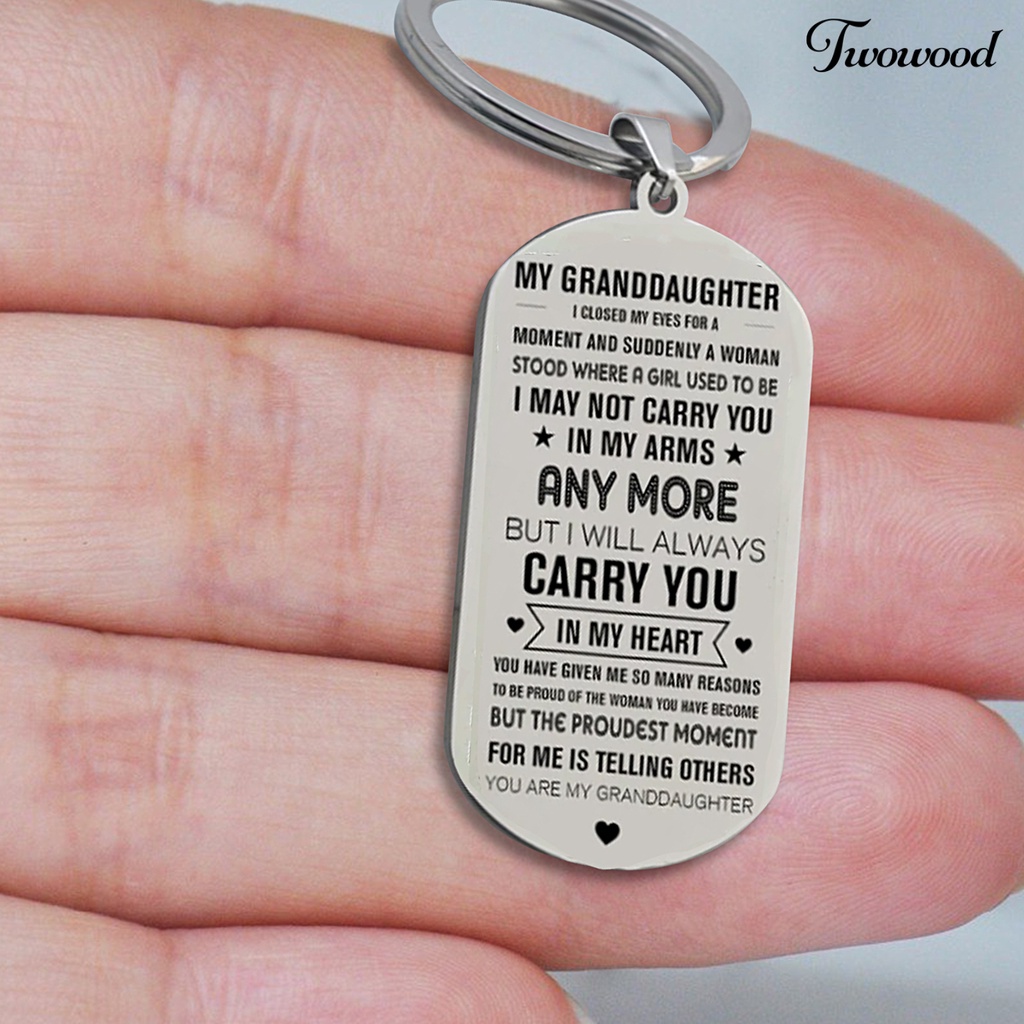 Twowood
MY GRANDDAUGHTER
I CLOSED MY EYES FOR A
MOMENT AND SUDDENLY A WOMAN
STOOD WHERE A GIRL USED TO BE
I MAY NOT CARRY YOU
IN MY ARMS
ANY MORE
BUT I WILL ALWAYS
CARRY YOU
IN MY HEART
YOU HAVE GIVEN ME SO MANY REASONS
TO BE PROUD OF THE WOMAN YOU HAVE BECOME
BUT THE PROUDEST MOMENT
FOR ME IS TELLING OTHERS
YOU ARE MY GRANDDAUGHTER